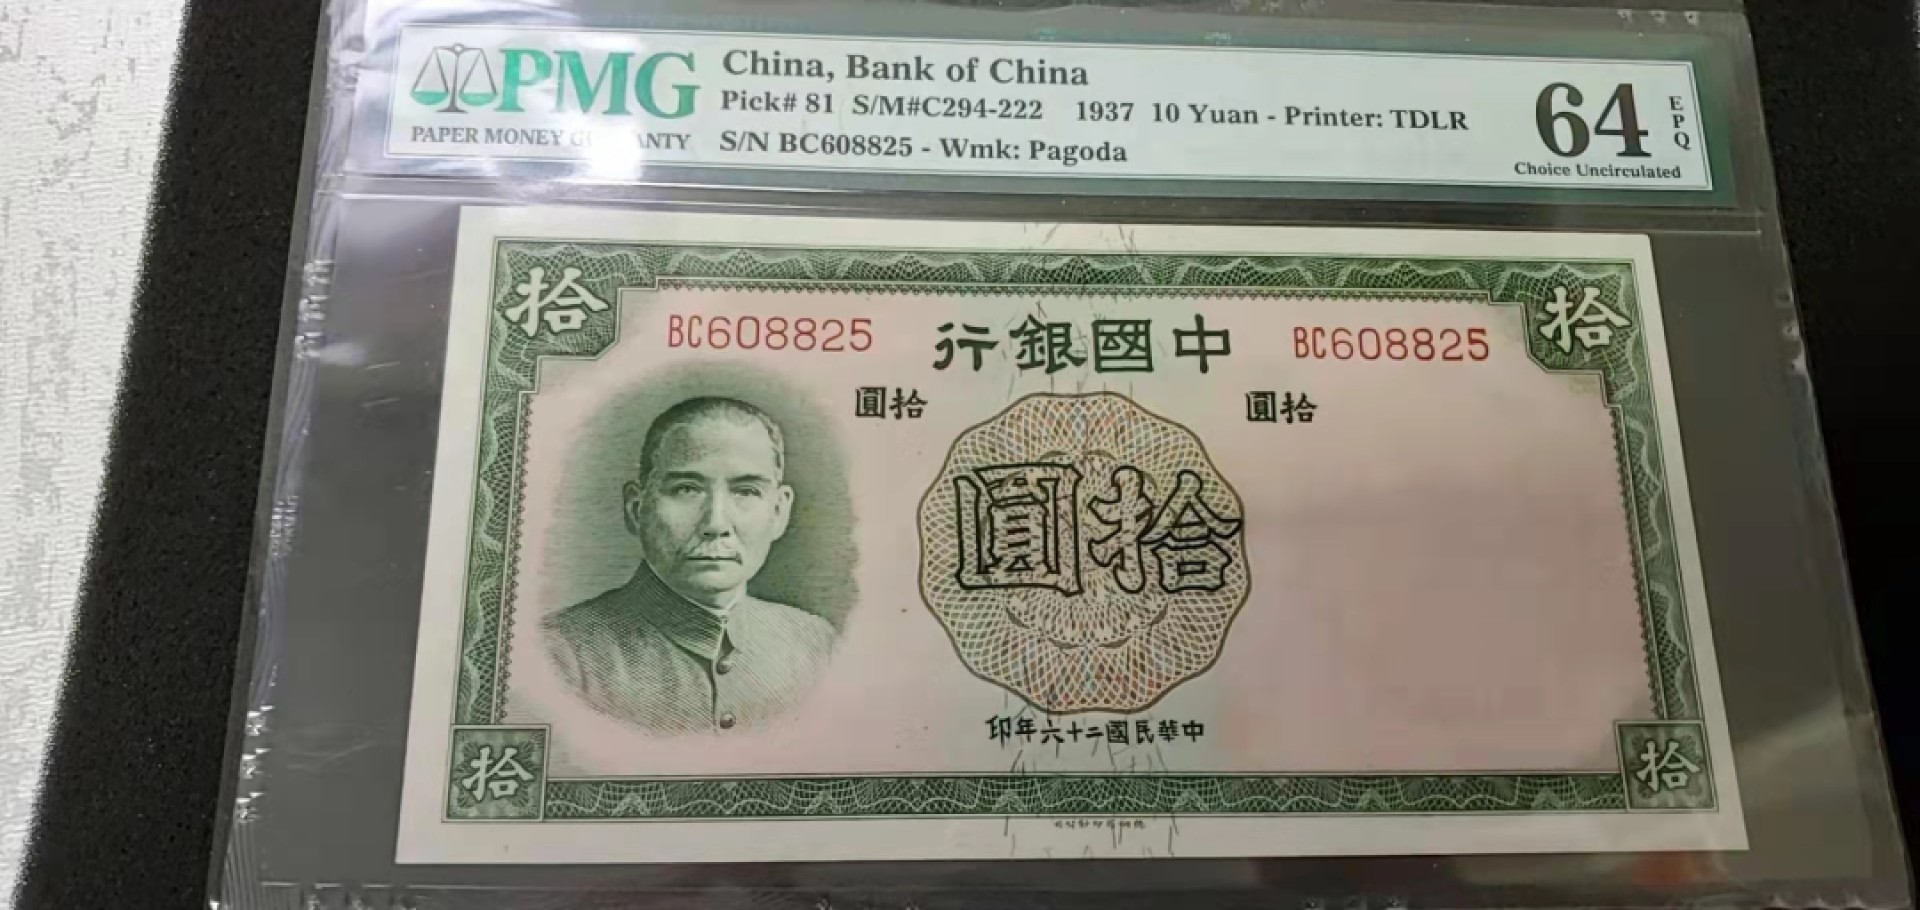 PMG
PAPER MONEY GU ANTY
China, Bank of China
Pick# 81 S/M#C294-222 1937 10 Yuan - Printer: TDLR
S/N BC608825 - Wmk: Pagoda
64
EPQ
Choice Uncirculated
拾
拾
BC608825
行銀國中
BC608825
圓拾
圓拾
圓拾
印年六十二國民華中
拾
拾